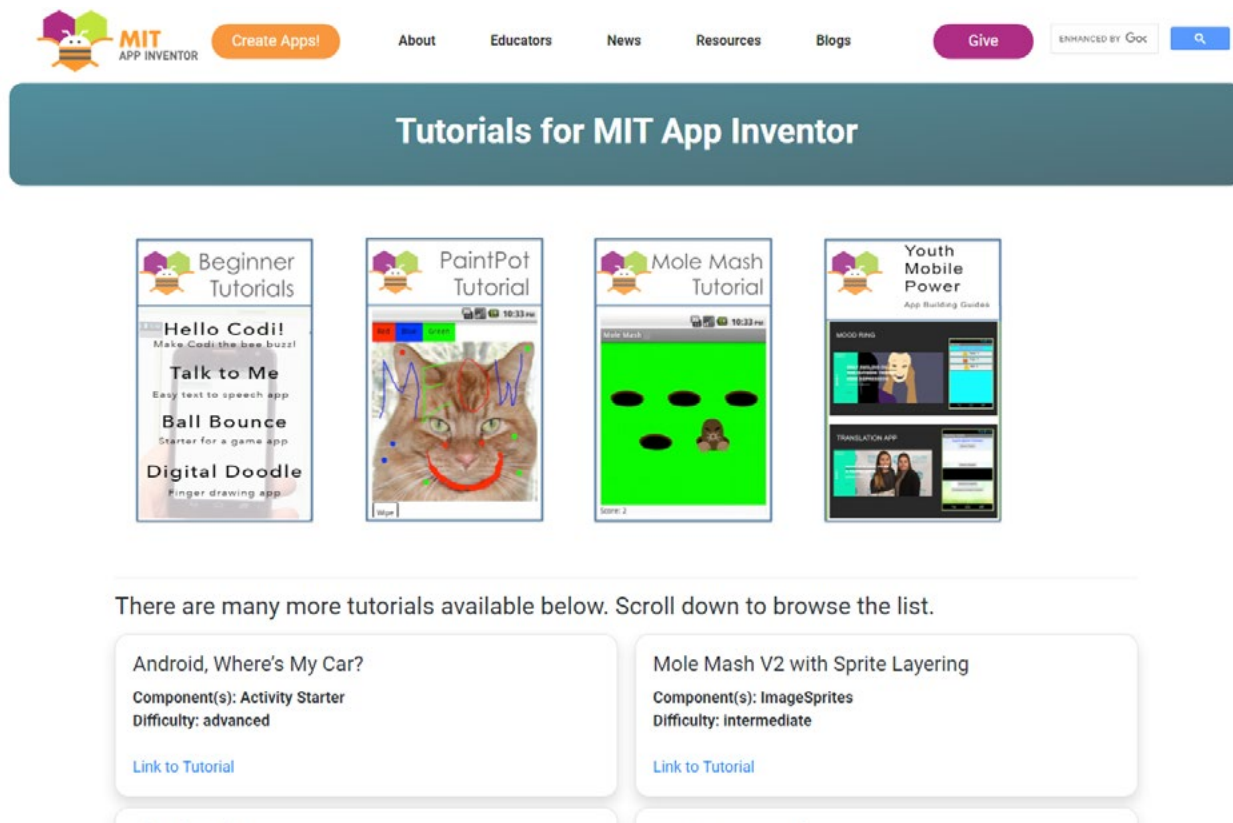 MIT
APP INVENTOR
Create Apps!
About
Educators
News
Resources
Blogs
Give
ENHANCED BY Goo
Tutorials for MIT App Inventor
Beginner
Tutorials
Hello Codi!
Make Codi the bee buzz!
Talk to Me
Easy text to speech app
Ball Bounce
Starter for a game app
Digital Doodle
Finger drawing app
PaintPot
Tutorial
10:33 PM
Red Blue Green
M W
Wipe
Mole Mash
Tutorial
10:33 PM
Mole Mash
Score: 2
Youth
Mobile
Power
App Building Guides
MOOD RING
TRANSLATION APP
There are many more tutorials available below. Scroll down to browse the list.
Android, Where’s My Car?
Component(s): Activity Starter
Difficulty: advanced
Link to Tutorial
Mole Mash V2 with Sprite Layering
Component(s): ImageSprites
Difficulty: intermediate
Link to Tutorial